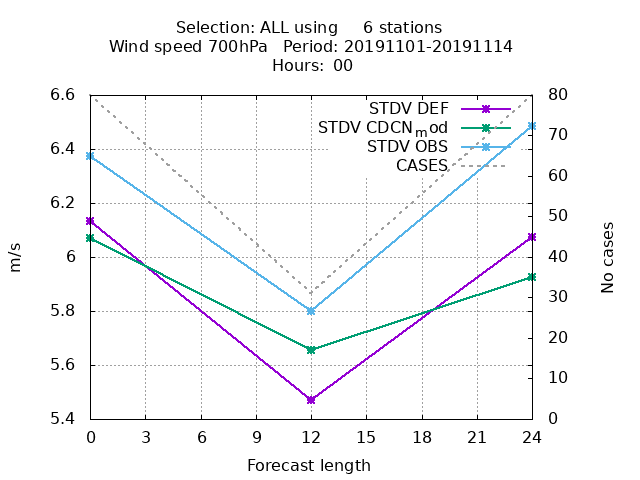 Selection: ALL using     6 stations
Wind speed 700hPa   Period: 20191101-20191114
Hours:  00
STDV DEF
STDV CDCNmod
STDV OBS
CASES
m/s
6.6
6.4
6.2
6
5.8
5.6
5.4
80
70
60
50
40
30
20
10
0
No cases
0 3 6 9 12 15 18 21 24
Forecast length